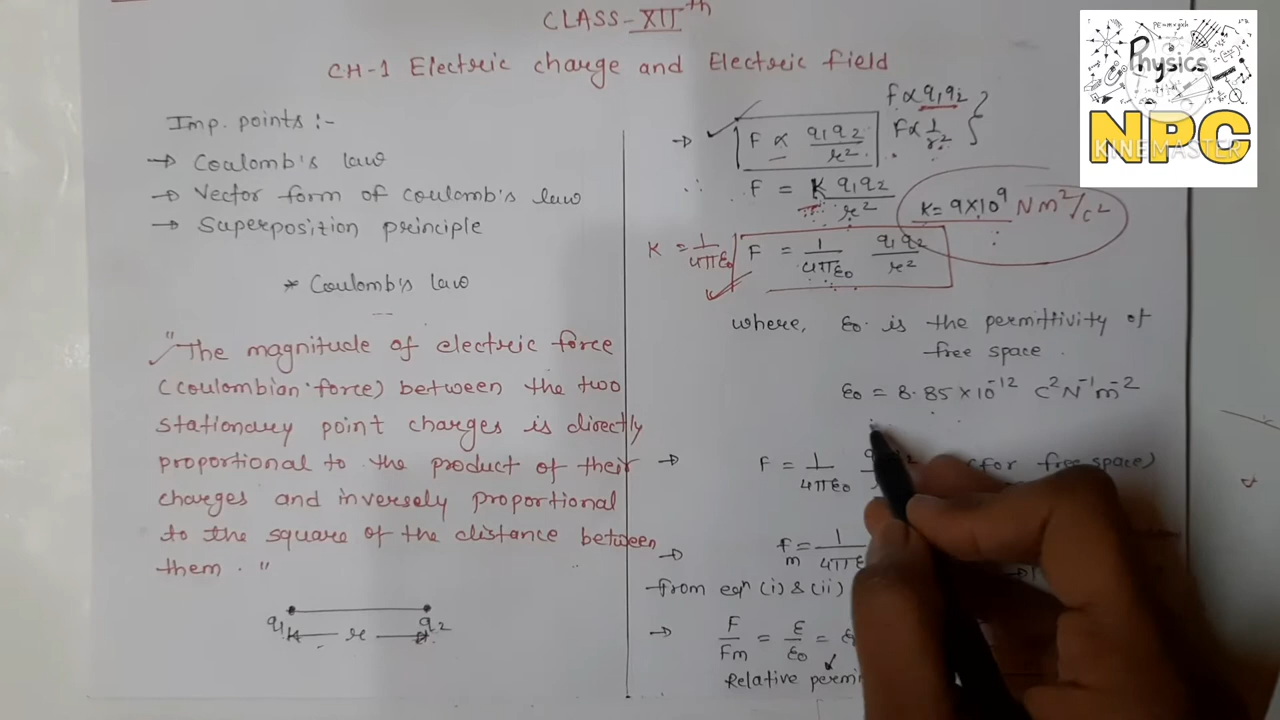 CLASS-XIIth
CH-1 Electric charge and Electric field
Imp. points :-
→ Coulomb's law
→ Vector form of coulomb's law
→ Superposition principle
* Coulomb's law
"The magnitude of electric force
(coulombian force) between the two
stationary point charges is directly
proportional to the product of their
charges and inversely proportional
to the square of the distance between
them."
q1 r q2
F ∝ q1q2
→ F ∝ q1q2/r² F ∝ 1/r²
∴ F = K q1q2/r² K = 9×10⁹ Nm²/c²
K = 1/4πε0 F = 1/4πε0 q1q2/r²
where, ε0 is the permittivity of
free space.
ε0 = 8.85×10⁻¹² C²N⁻¹m⁻²
→ F = 1/4πε0 (for free space)
→ Fm = 1/4πε
from eqn (i) & (ii)
→ F/Fm = ε/ε0 =
Relative
Physics
NPC
KINEMASTER